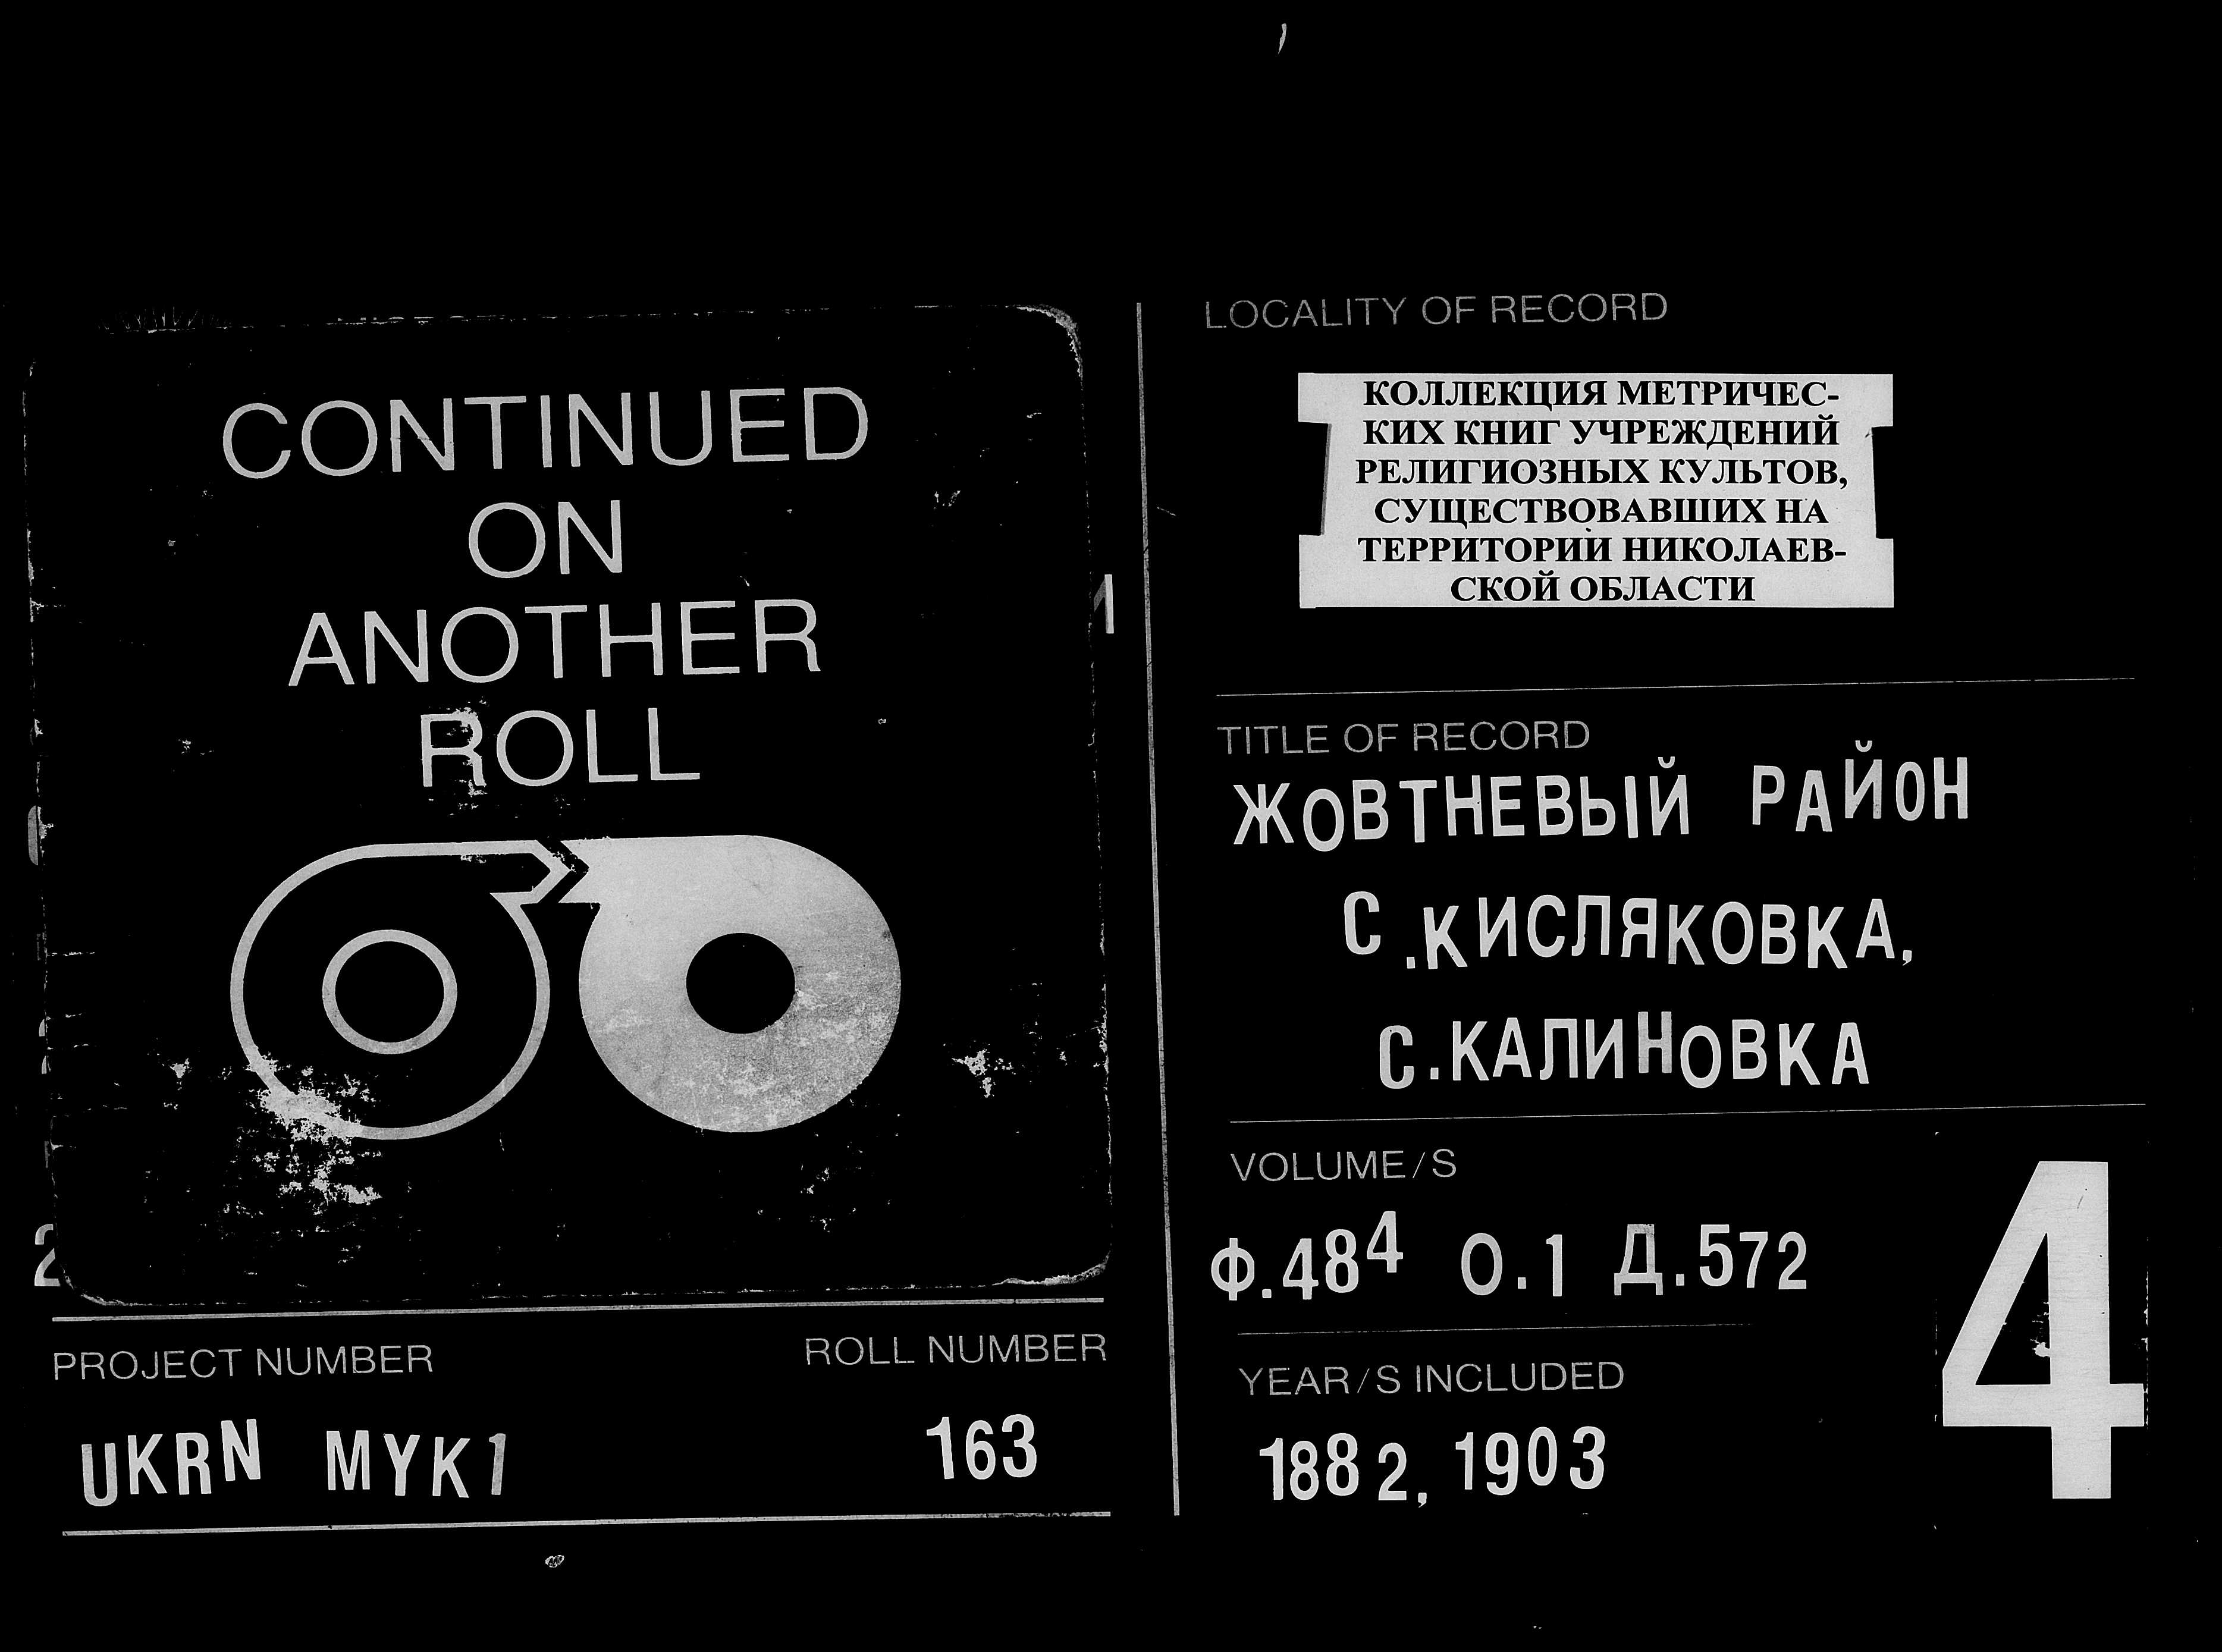 CONTINUED
ON
ANOTHER
ROLL
PROJECT NUMBER
UKRN MYK1
ROLL NUMBER
163
LOCALITY OF RECORD
КОЛЛЕКЦИЯ МЕТРИЧЕС-
КИХ КНИГ УЧРЕЖДЕНИЙ
РЕЛИГИОЗНЫХ КУЛЬТОВ,
СУЩЕСТВОВАВШИХ НА
ТЕРРИТОРИИ НИКОЛАЕВ-
СКОЙ ОБЛАСТИ
TITLE OF RECORD
ЖОВТНЕВЫЙ РАЙОН
С.КИСЛЯКОВКА,
С.КАЛИНОВКА
VOLUME/S
Ф.484 О.1 Д.572
YEAR/S INCLUDED
1882, 1903
4